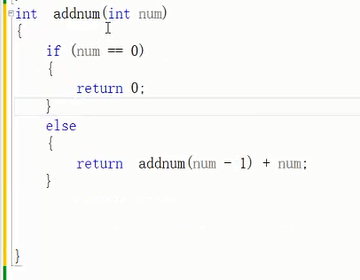 int addnum(int num)
{
if (num == 0)
{
return 0;
}
else
{
return addnum(num - 1) + num;
}
}